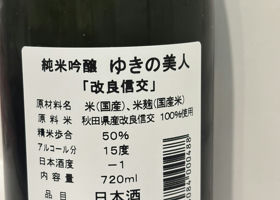 純米吟醸 ゆきの美人
「改良信交」
原材料名 米(国産)、米麹(国産米)
原料米 秋田県産改良信交 100%使用
精米歩合 50%
アルコール分 15度
日本酒度 −1
内容量 720ml
品目 日本酒
084000488